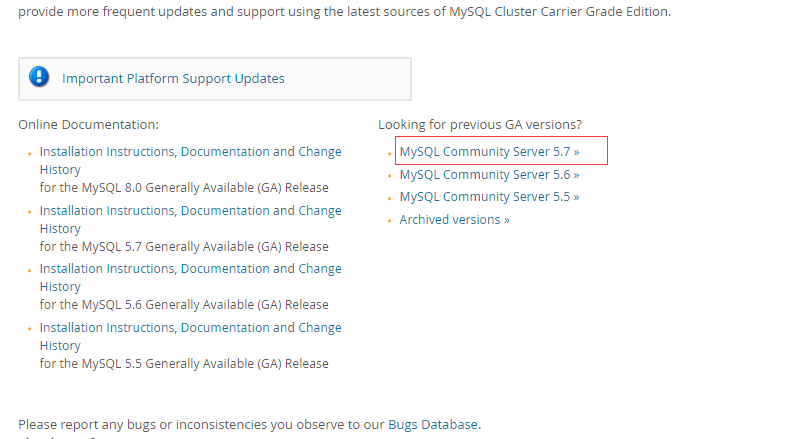 provide more frequent updates and support using the latest sources of MySQL Cluster Carrier Grade Edition.
Important Platform Support Updates
Online Documentation:
Installation Instructions, Documentation and Change
History
for the MySQL 8.0 Generally Available (GA) Release
Installation Instructions, Documentation and Change
History
for the MySQL 5.7 Generally Available (GA) Release
Installation Instructions, Documentation and Change
History
for the MySQL 5.6 Generally Available (GA) Release
Installation Instructions, Documentation and Change
History
for the MySQL 5.5 Generally Available (GA) Release
Looking for previous GA versions?
MySQL Community Server 5.7 »
MySQL Community Server 5.6 »
MySQL Community Server 5.5 »
Archived versions »
Please report any bugs or inconsistencies you observe to our Bugs Database.